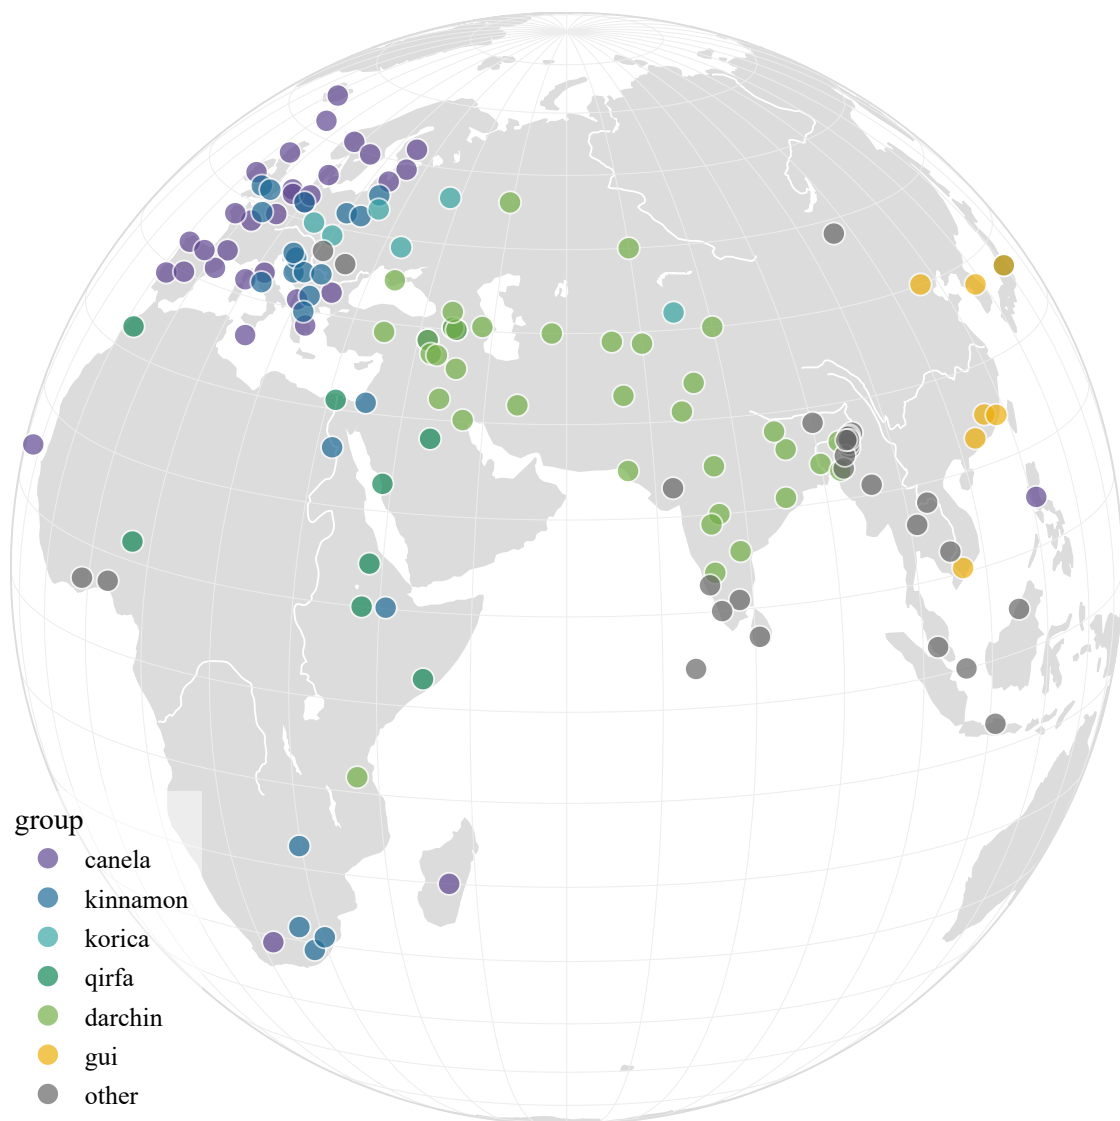 group
canela
kinnamon
korica
qirfa
darchin
gui
other